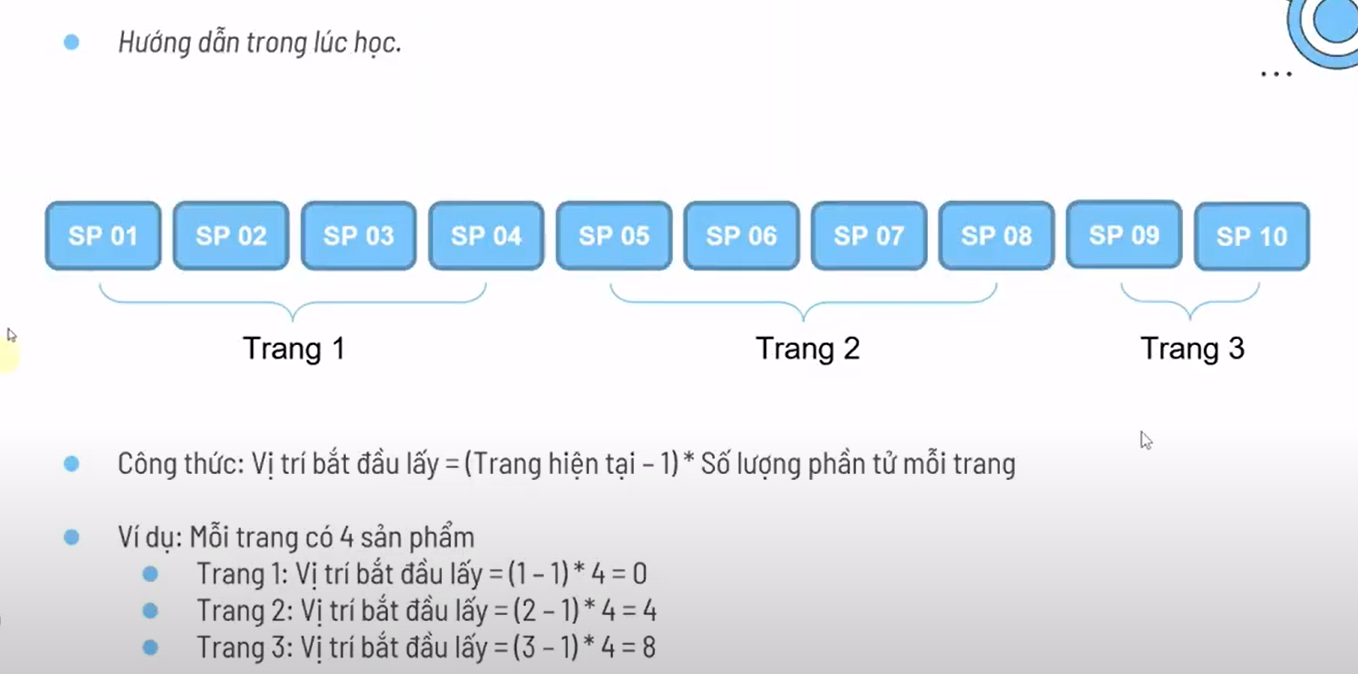 Hướng dẫn trong lúc học.
...
SP 01 SP 02 SP 03 SP 04 SP 05 SP 06 SP 07 SP 08 SP 09 SP 10
Trang 1 Trang 2 Trang 3
Công thức: Vị trí bắt đầu lấy = (Trang hiện tại – 1) * Số lượng phần tử mỗi trang
Ví dụ: Mỗi trang có 4 sản phẩm
Trang 1: Vị trí bắt đầu lấy = (1 – 1) * 4 = 0
Trang 2: Vị trí bắt đầu lấy = (2 – 1) * 4 = 4
Trang 3: Vị trí bắt đầu lấy = (3 – 1) * 4 = 8